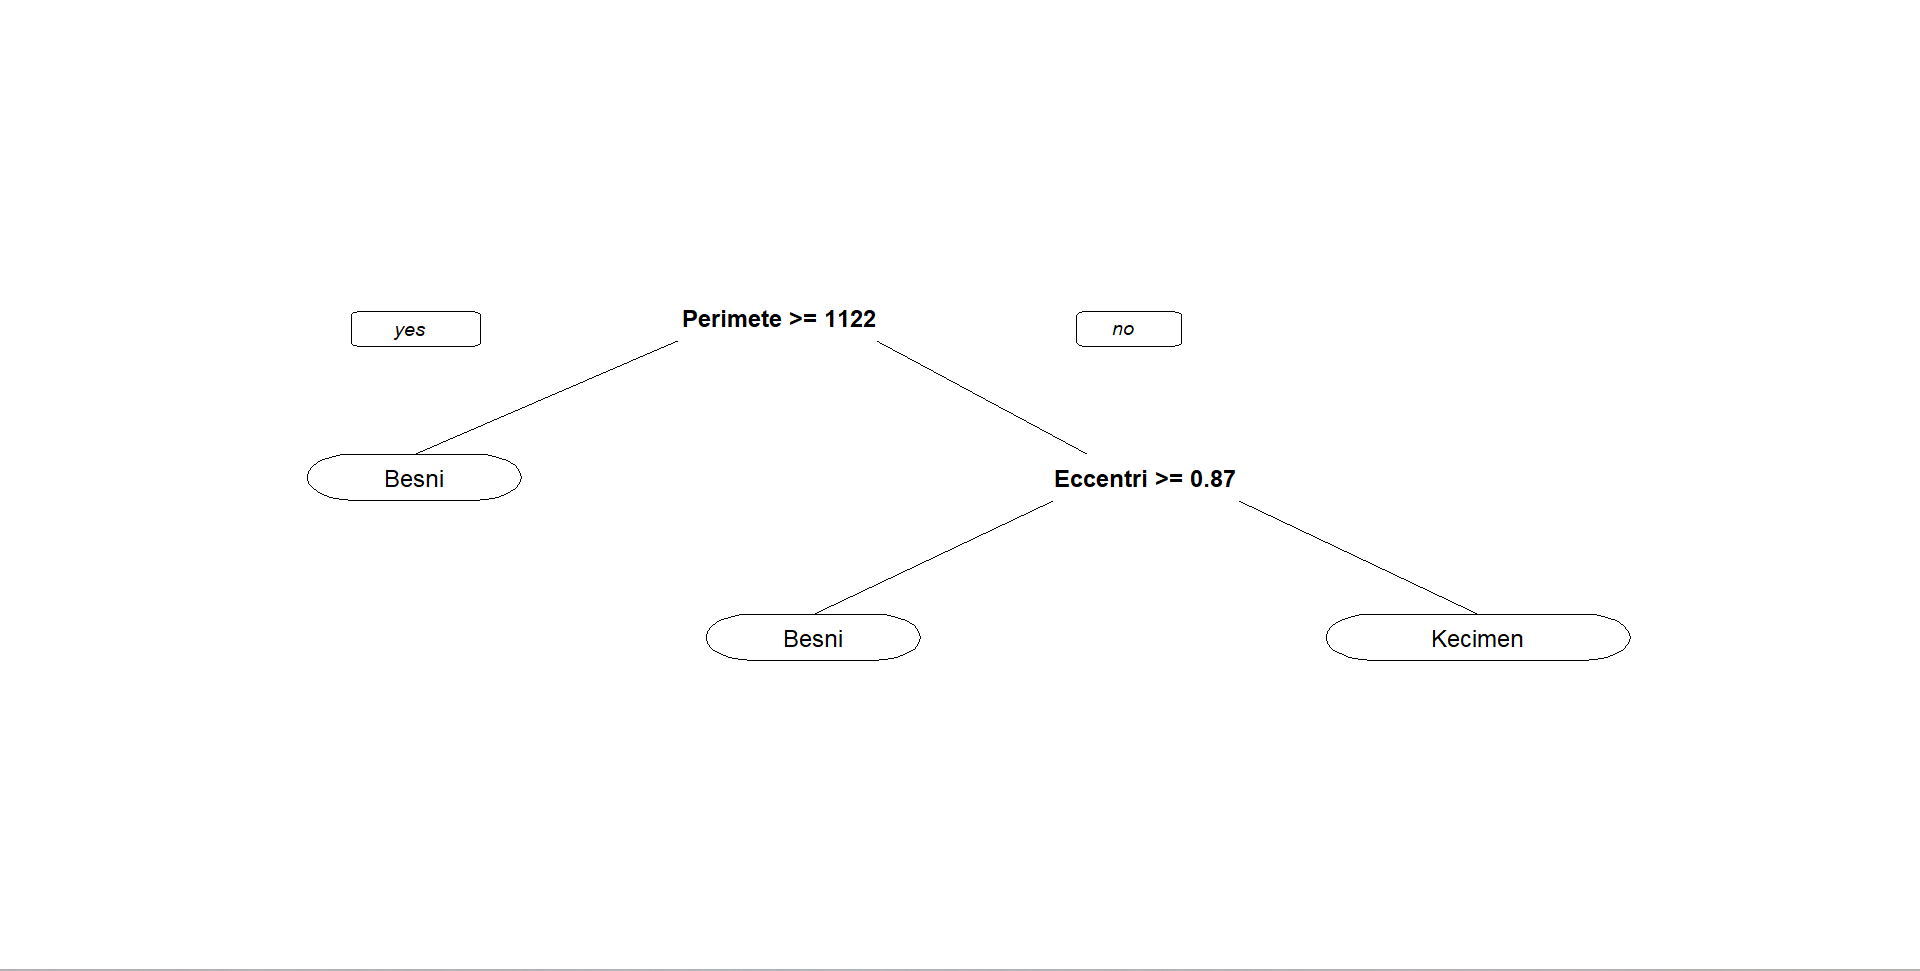 yes
Perimete >= 1122
no
Besni
Eccentri >= 0.87
Besni
Kecimen